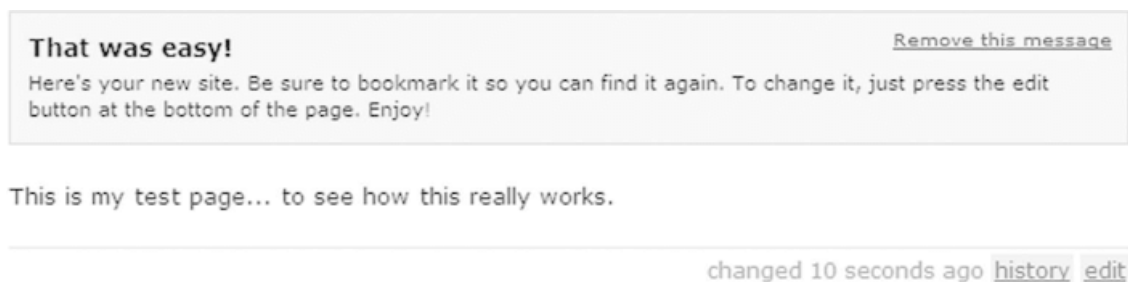 That was easy!
Remove this message
Here's your new site. Be sure to bookmark it so you can find it again. To change it, just press the edit
button at the bottom of the page. Enjoy!
This is my test page... to see how this really works.
changed 10 seconds ago history edit